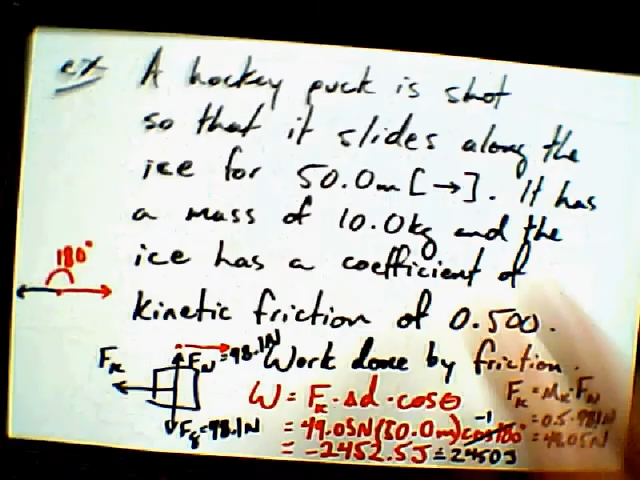 ex A hockey puck is shot
so that it slides along the
ice for 50.0m [→]. It has
a mass of 10.0kg and the
ice has a coefficient of
kinetic friction of 0.500.
180°
Work done by friction.
Fk
FN=98.1N
Fg=98.1N
W = Fk·Δd·cosθ
= 49.05N(50.0m)cos180° -1
= -2452.5J = 2450J
Fk=Mk·FN
=0.5·981N
=49.05N